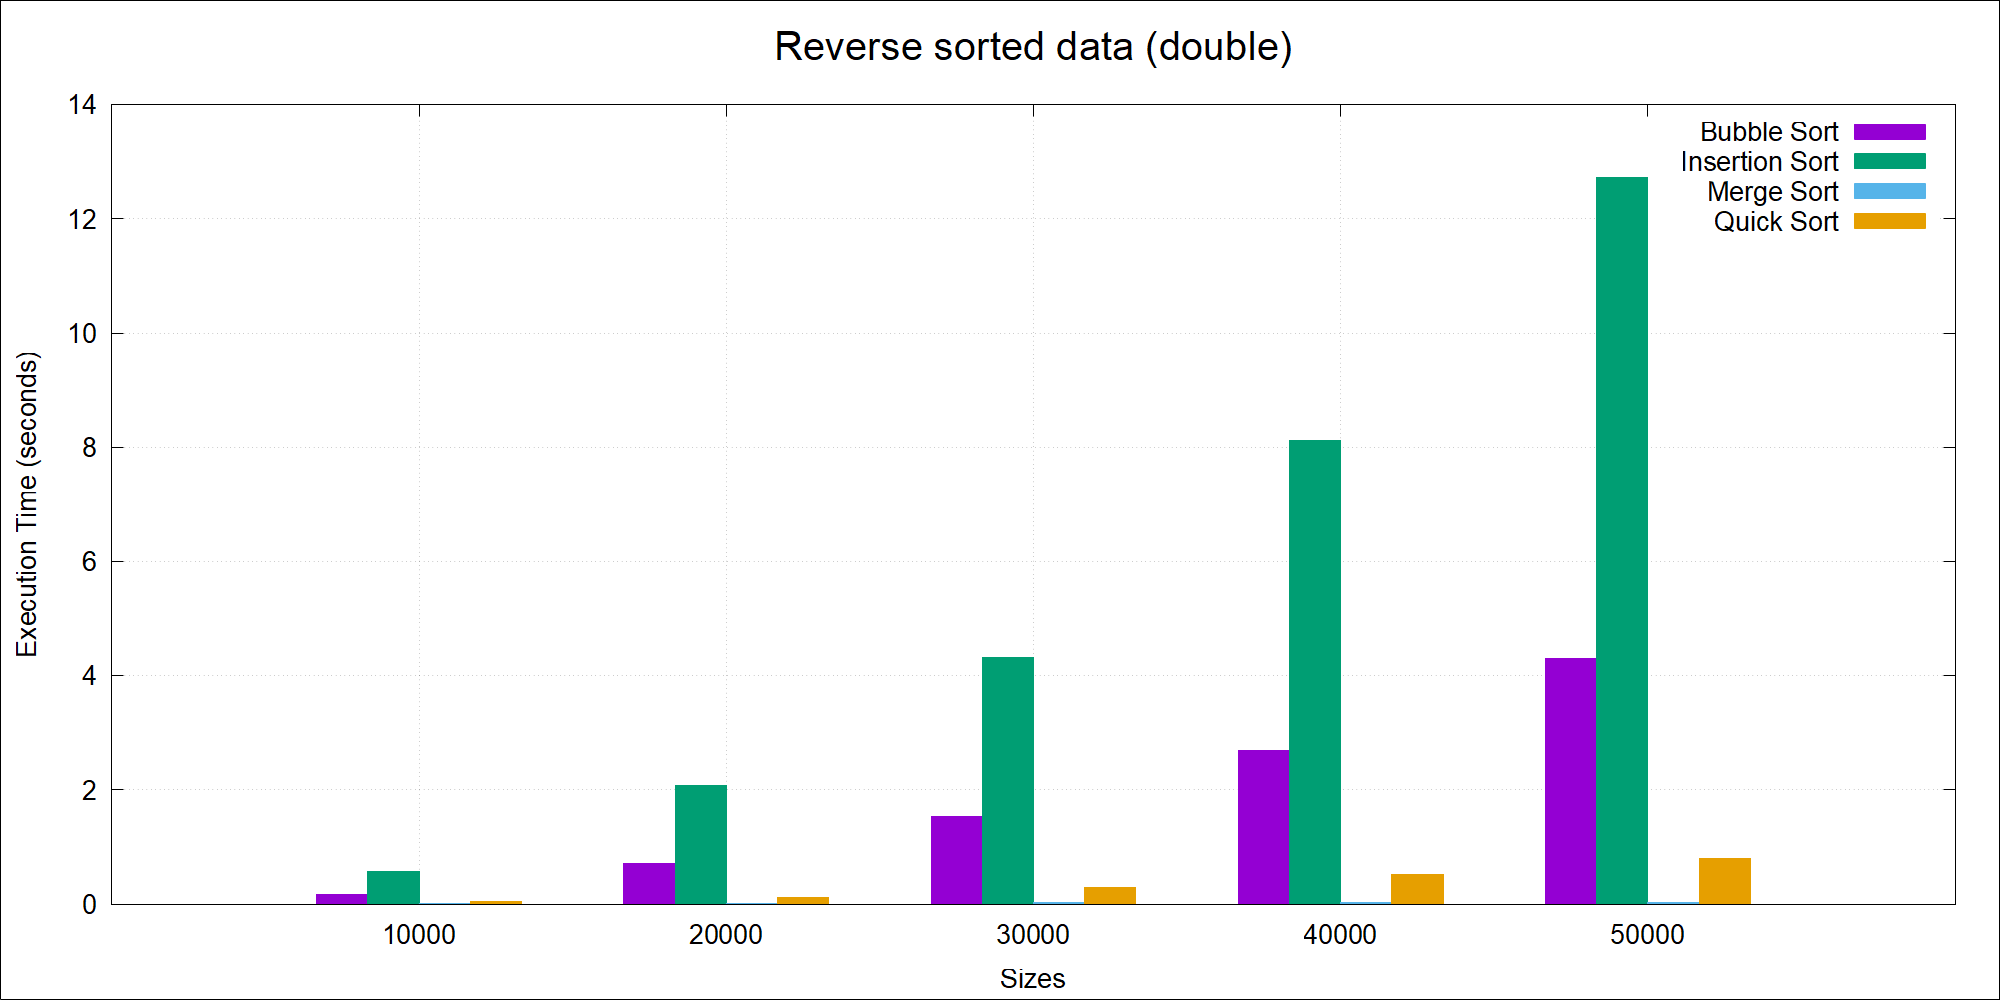 Reverse sorted data (double)
Bubble Sort
Insertion Sort
Merge Sort
Quick Sort
Execution Time (seconds)
14
12
10
8
6
4
2
0
10000 20000 30000 40000 50000
Sizes